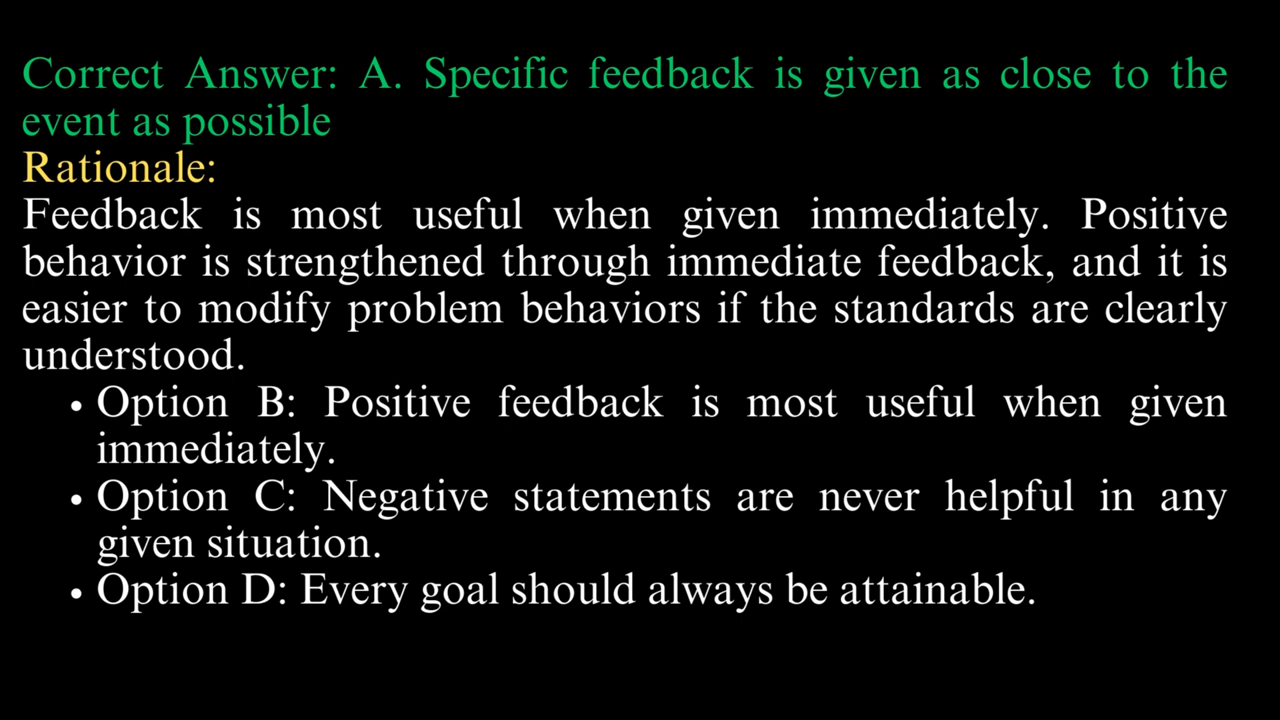 Correct Answer: A. Specific feedback is given as close to the
event as possible
Rationale:
Feedback is most useful when given immediately. Positive
behavior is strengthened through immediate feedback, and it is
easier to modify problem behaviors if the standards are clearly
understood.
• Option B: Positive feedback is most useful when given
immediately.
• Option C: Negative statements are never helpful in any
given situation.
• Option D: Every goal should always be attainable.